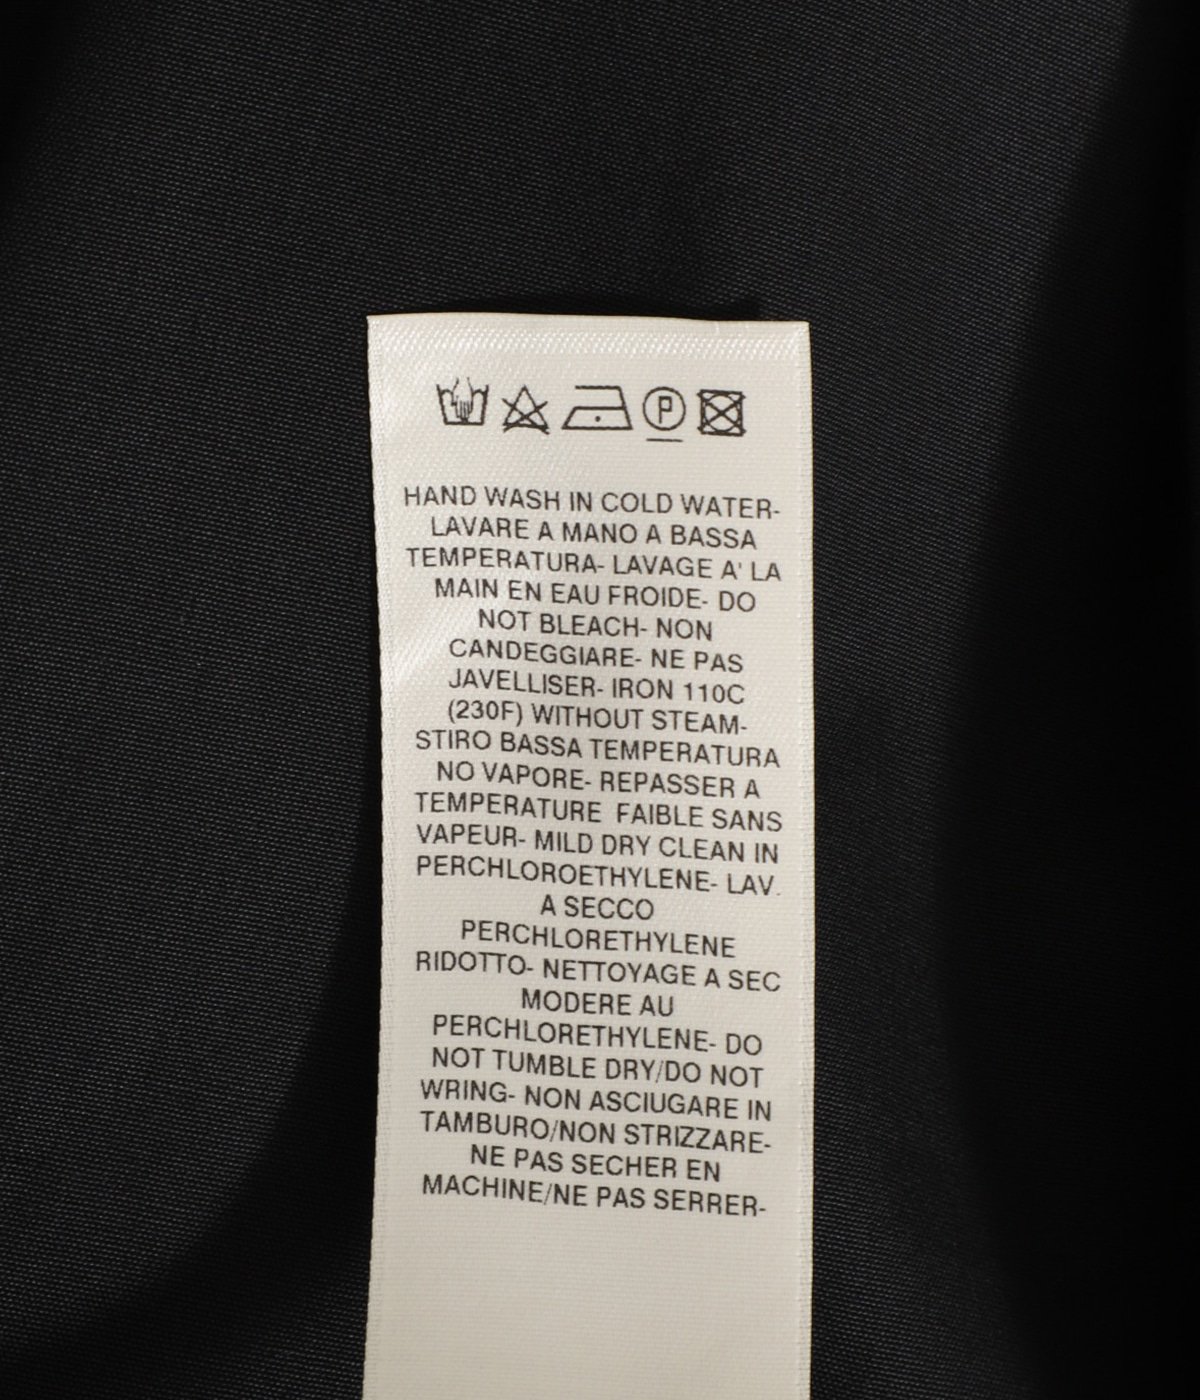 P
HAND WASH IN COLD WATER-
LAVARE A MANO A BASSA
TEMPERATURA- LAVAGE A' LA
MAIN EN EAU FROIDE- DO
NOT BLEACH- NON
CANDEGGIARE- NE PAS
JAVELLISER- IRON 110C
(230F) WITHOUT STEAM-
STIRO BASSA TEMPERATURA
NO VAPORE- REPASSER A
TEMPERATURE FAIBLE SANS
VAPEUR- MILD DRY CLEAN IN
PERCHLOROETHYLENE- LAV.
A SECCO
PERCHLORETHYLENE
RIDOTTO- NETTOYAGE A SEC
MODERE AU
PERCHLORETHYLENE- DO
NOT TUMBLE DRY/DO NOT
WRING- NON ASCIUGARE IN
TAMBURO/NON STRIZZARE-
NE PAS SECHER EN
MACHINE/NE PAS SERRER-